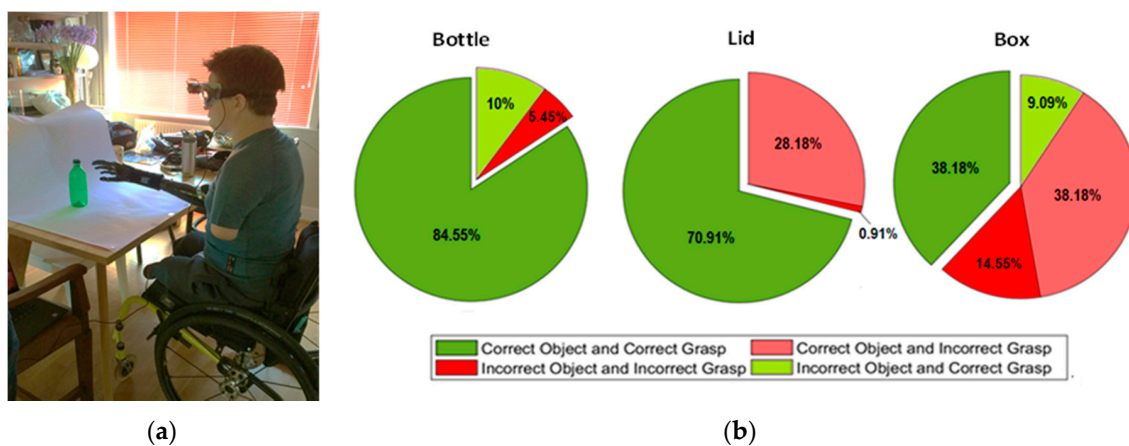 Bottle
Lid
Box
10%
5.45%
84.55%
28.18%
0.91%
70.91%
9.09%
38.18%
38.18%
14.55%
Correct Object and Correct Grasp
Correct Object and Incorrect Grasp
Incorrect Object and Incorrect Grasp
Incorrect Object and Correct Grasp
(a)
(b)